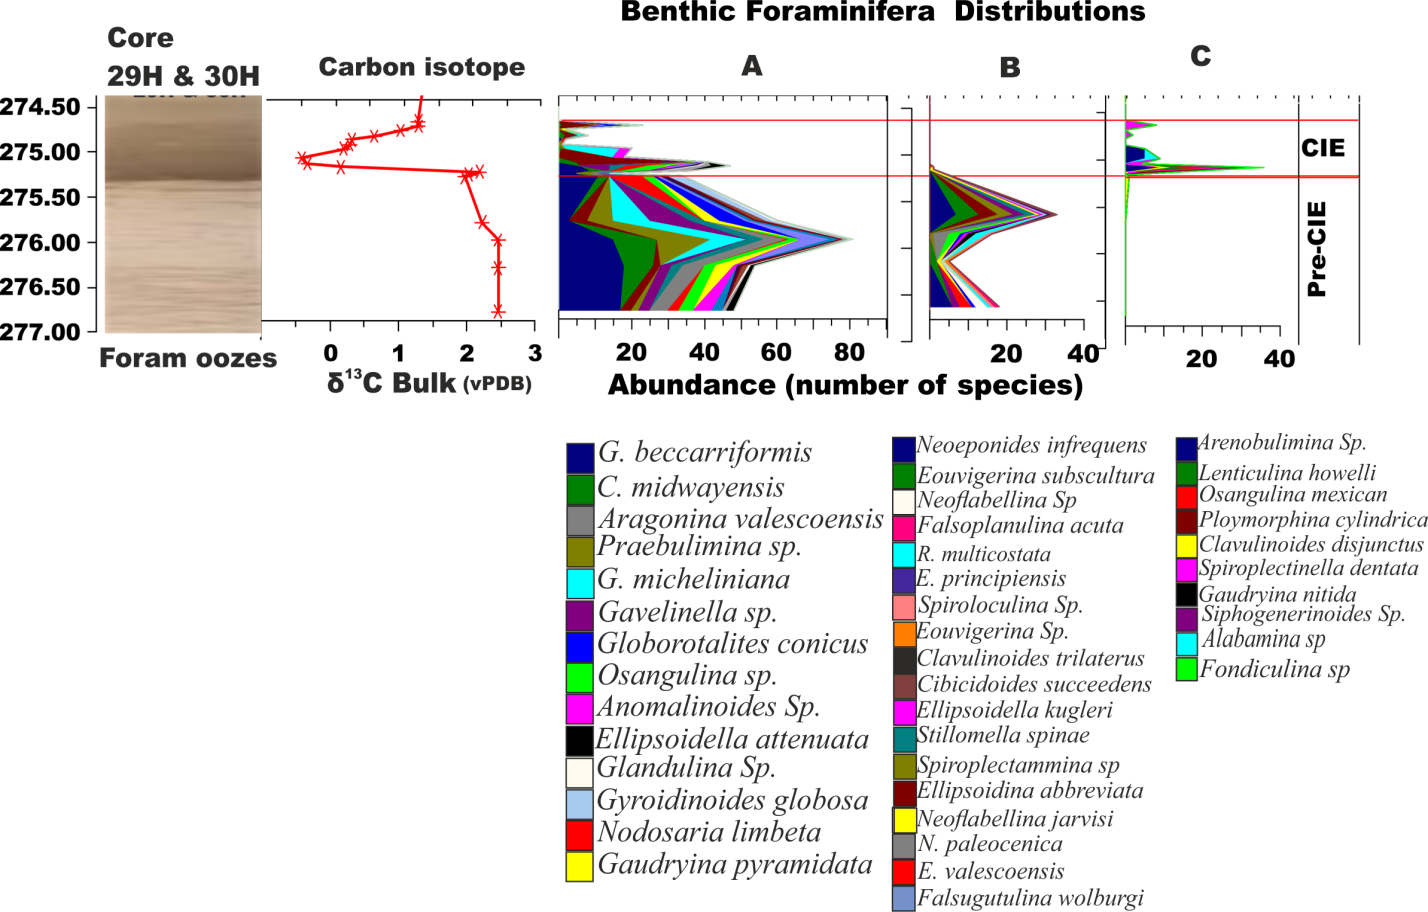 Benthic Foraminifera Distributions
Core
29H & 30H
Carbon isotope
A
B
C
274.50
275.00
275.50
276.00
276.50
277.00
CIE
Pre-CIE
Foram oozes
0 1 2 3
20 40 60 80
20 40
20 40
δ¹³C Bulk (vPDB)
Abundance (number of species)
G. beccarriformis
C. midwayensis
Aragonina valescoensis
Praebulimina sp.
G. micheliniana
Gavelinella sp.
Globorotalites conicus
Osangulina sp.
Anomalinoides Sp.
Ellipsoidella attenuata
Glandulina Sp.
Gyroidinoides globosa
Nodosaria limbeta
Gaudryina pyramidata
Neoeponides infrequens
Eouvigerina subscultura
Neoflabellina Sp
Falsoplanulina acuta
R. multicostata
E. principiensis
Spiroloculina Sp.
Eouvigerina Sp.
Clavulinoides trilaterus
Cibicidoides succeedens
Ellipsoidella kugleri
Stillomella spinae
Spiroplectammina sp
Ellipsoidina abbreviata
Neoflabellina jarvisi
N. paleocenica
E. valescoensis
Falsugutulina wolburgi
Arenobulimina Sp.
Lenticulina howelli
Osangulina mexican
Ploymorphina cylindrica
Clavulinoides disjunctus
Spiroplectinella dentata
Gaudryina nitida
Siphogenerinoides Sp.
Alabamina sp
Fondiculina sp